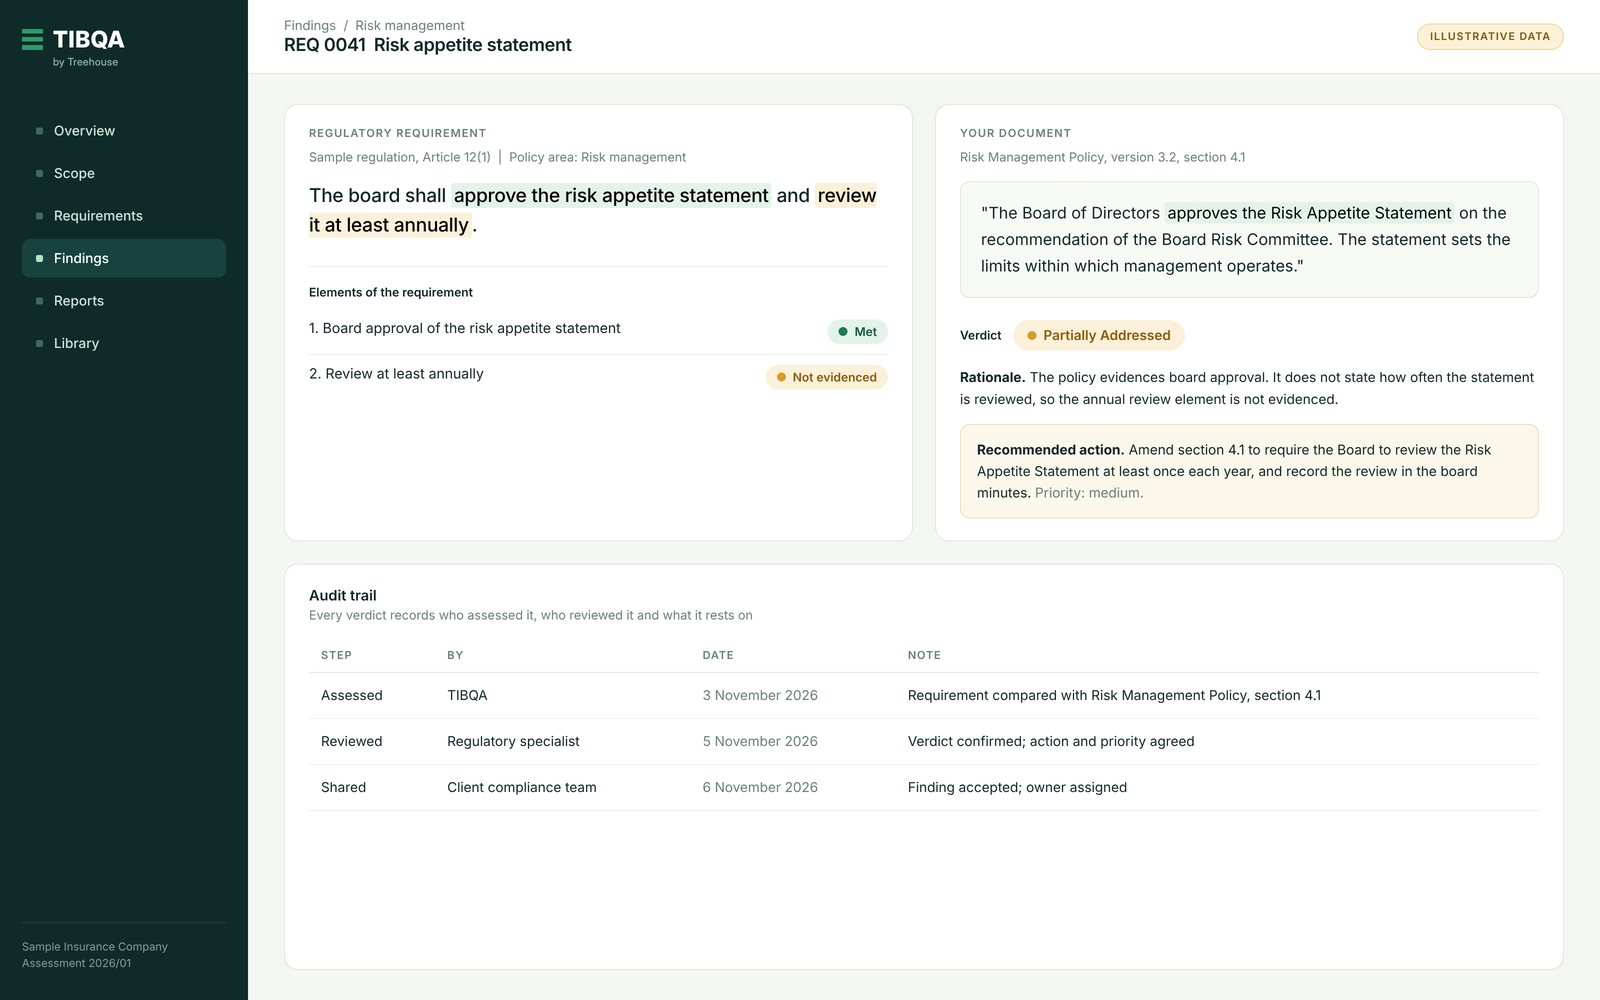 TIBQA
by Treehouse
Overview
Scope
Requirements
Findings
Reports
Library
Sample Insurance Company
Assessment 2026/01
Findings / Risk management
REQ 0041 Risk appetite statement
ILLUSTRATIVE DATA
REGULATORY REQUIREMENT
Sample regulation, Article 12(1) | Policy area: Risk management
The board shall approve the risk appetite statement and review
it at least annually.
Elements of the requirement
1. Board approval of the risk appetite statement
Met
2. Review at least annually
Not evidenced
YOUR DOCUMENT
Risk Management Policy, version 3.2, section 4.1
"The Board of Directors approves the Risk Appetite Statement on the
recommendation of the Board Risk Committee. The statement sets the
limits within which management operates."
Verdict Partially Addressed
Rationale. The policy evidences board approval. It does not state how often the statement
is reviewed, so the annual review element is not evidenced.
Recommended action. Amend section 4.1 to require the Board to review the Risk
Appetite Statement at least once each year, and record the review in the board
minutes. Priority: medium.
Audit trail
Every verdict records who assessed it, who reviewed it and what it rests on
STEP BY DATE NOTE
Assessed TIBQA 3 November 2026 Requirement compared with Risk Management Policy, section 4.1
Reviewed Regulatory specialist 5 November 2026 Verdict confirmed; action and priority agreed
Shared Client compliance team 6 November 2026 Finding accepted; owner assigned